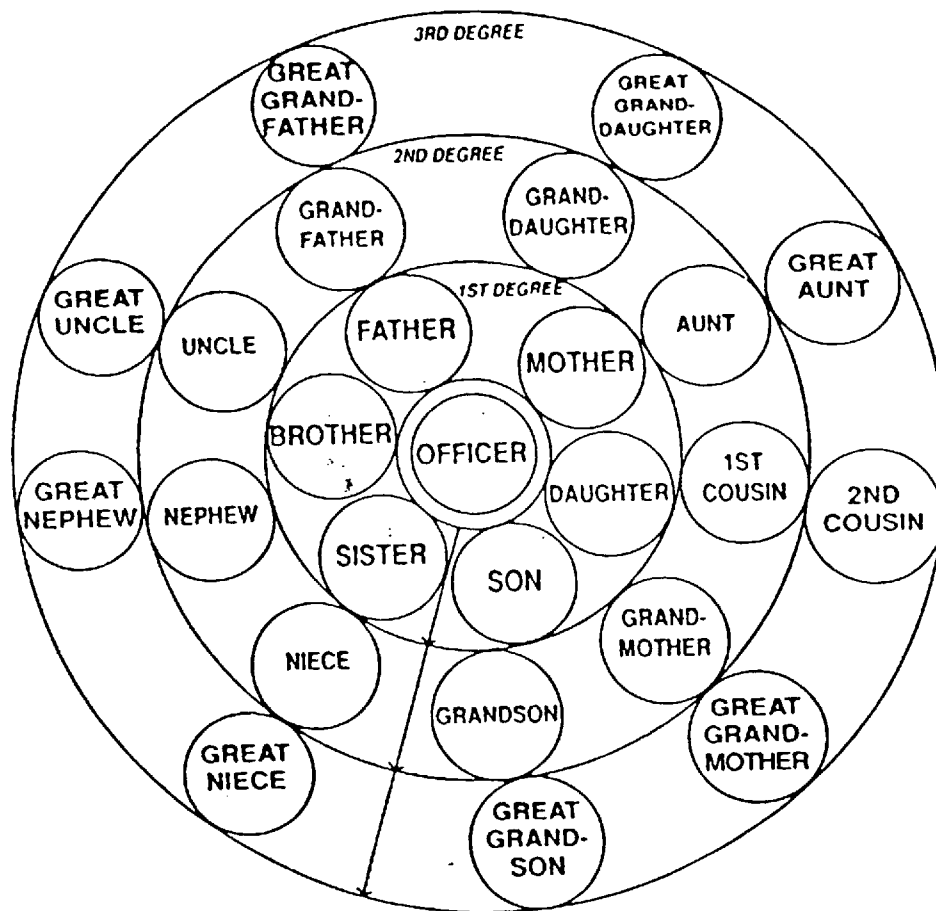 3RD DEGREE
GREAT
GRAND-
FATHER
GREAT
GRAND-
DAUGHTER
2ND DEGREE
GRAND-
FATHER
GRAND-
DAUGHTER
GREAT
UNCLE
GREAT
AUNT
1ST DEGREE
UNCLE
FATHER
MOTHER
AUNT
BROTHER
OFFICER
GREAT
NEPHEW
NEPHEW
DAUGHTER
1ST
COUSIN
2ND
COUSIN
SISTER
SON
GRAND-
MOTHER
NIECE
GRANDSON
GREAT
GRAND-
MOTHER
GREAT
NIECE
GREAT
GRAND-
SON